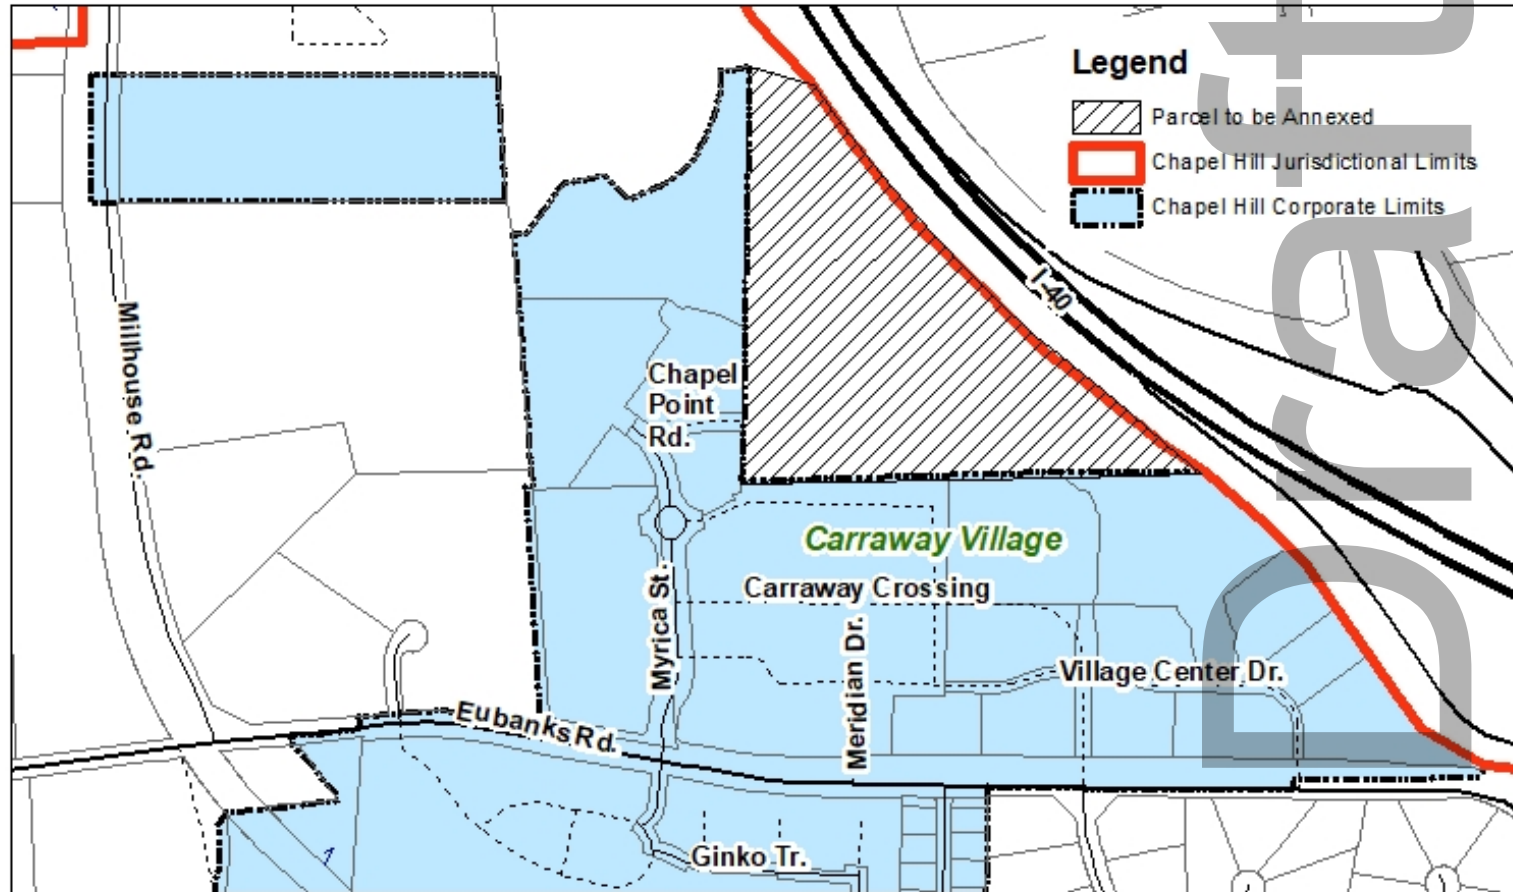 Legend
Parcel to be Annexed
Chapel Hill Jurisdictional Limits
Chapel Hill Corporate Limits
Draft
I-40
Millhouse Rd.
Chapel
Point
Rd.
Carraway Village
Carraway Crossing
Myrica St.
Meridian Dr.
Village Center Dr.
Eubanks Rd.
Ginko Tr.
1